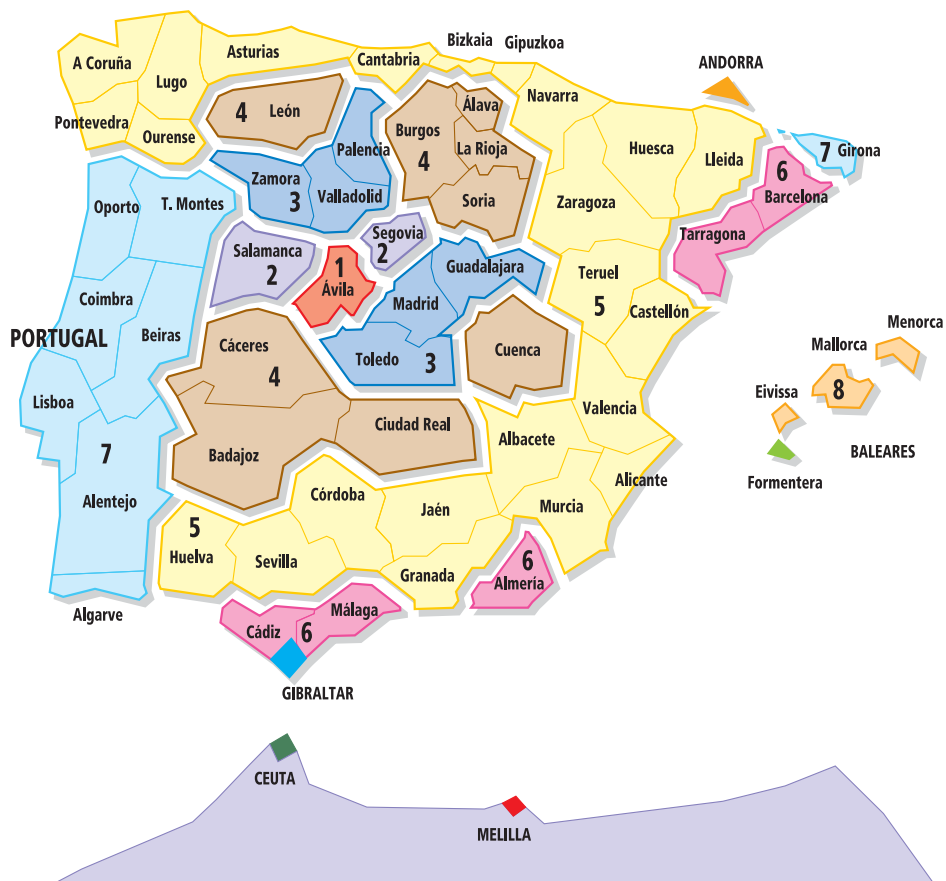 Bizkaia
Gipuzkoa
Asturias
Cantabria
A Coruña
ANDORRA
Lugo
Navarra
León
4
Álava
Pontevedra
Burgos
Ourense
Palencia
La Rioja
4
Huesca
Lleida
7 Girona
6
Zamora
3
Valladolid
Soria
Zaragoza
Barcelona
Oporto
T. Montes
Segovia
2
Tarragona
Salamanca
2
1
Ávila
Guadalajara
Teruel
5
Coimbra
Madrid
Castellón
PORTUGAL
Beiras
Menorca
Cáceres
4
Toledo
3
Cuenca
Mallorca
8
Lisboa
Eivissa
Valencia
Ciudad Real
Albacete
BALEARES
7
Badajoz
Alicante
Formentera
Alentejo
Córdoba
Jaén
Murcia
5
Huelva
Sevilla
Granada
6
Almería
Algarve
Málaga
Cádiz
6
GIBRALTAR
CEUTA
MELILLA